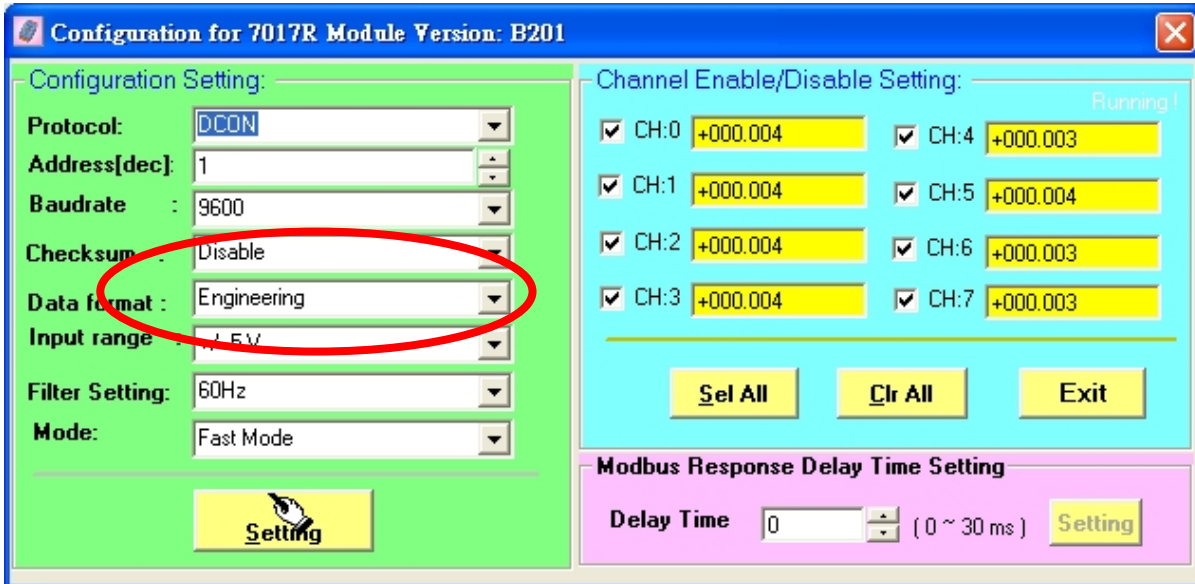 Configuration for 7017R Module Version: B201
Configuration Setting:
Protocol: DCON
Address[dec]: 1
Baudrate : 9600
Checksum : Disable
Data format : Engineering
Input range : +/- 5 V
Filter Setting: 60Hz
Mode: Fast Mode
Setting
Channel Enable/Disable Setting:
Running !
CH:0 +000.004 CH:4 +000.003
CH:1 +000.004 CH:5 +000.004
CH:2 +000.004 CH:6 +000.003
CH:3 +000.004 CH:7 +000.003
Sel All Clr All Exit
Modbus Response Delay Time Setting
Delay Time 0 ( 0 ~ 30 ms ) Setting